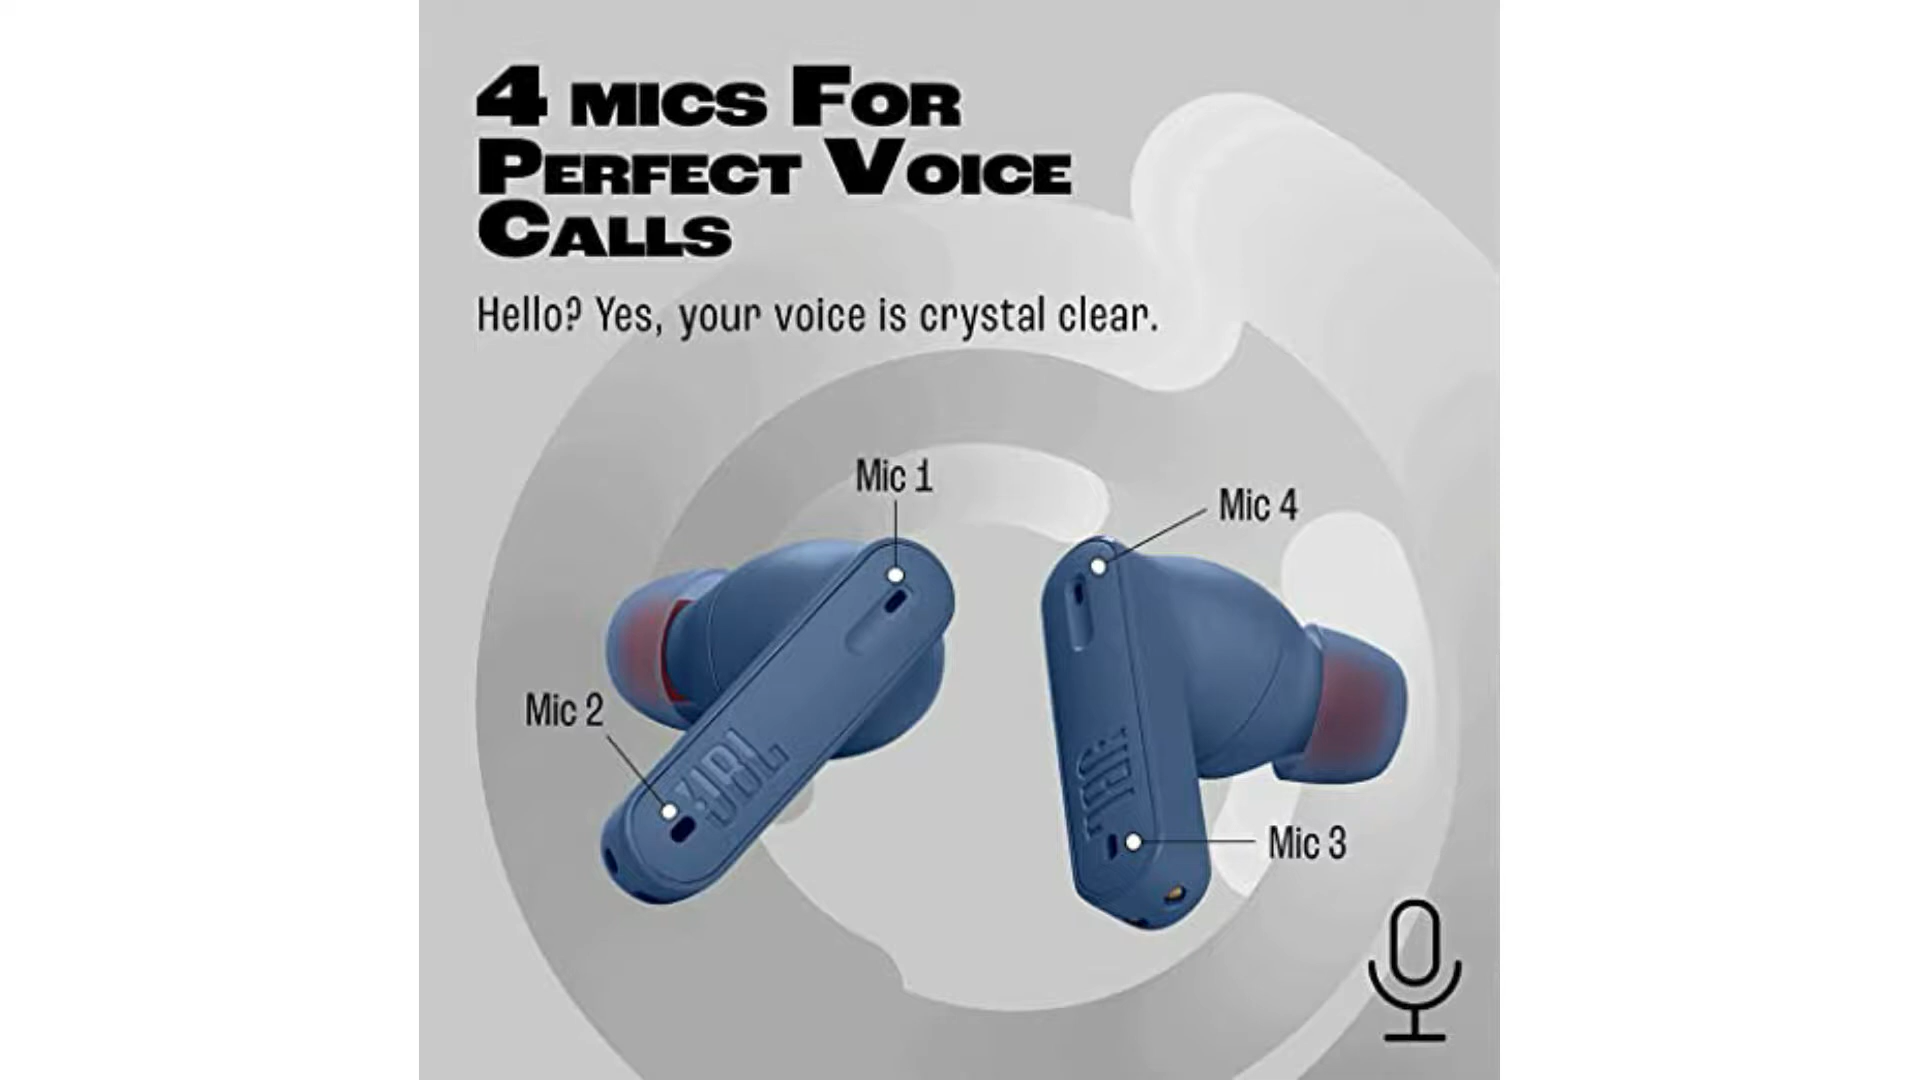 4 MICS FOR
PERFECT VOICE
CALLS
Hello? Yes, your voice is crystal clear.
Mic 1
Mic 4
Mic 2
JBL
JBL
Mic 3